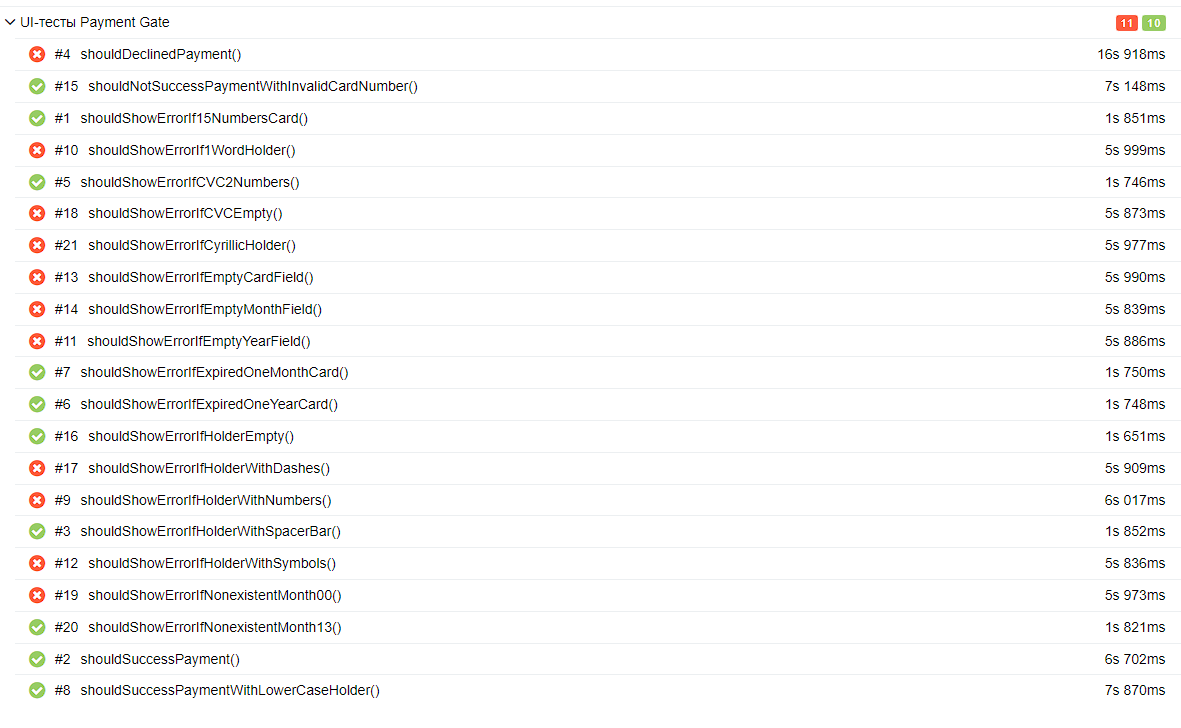 UI-тесты Payment Gate 11 10
#4 shouldDeclinedPayment() 16s 918ms
#15 shouldNotSuccessPaymentWithInvalidCardNumber() 7s 148ms
#1 shouldShowErrorIf15NumbersCard() 1s 851ms
#10 shouldShowErrorIf1WordHolder() 5s 999ms
#5 shouldShowErrorIfCVC2Numbers() 1s 746ms
#18 shouldShowErrorIfCVCEmpty() 5s 873ms
#21 shouldShowErrorIfCyrillicHolder() 5s 977ms
#13 shouldShowErrorIfEmptyCardField() 5s 990ms
#14 shouldShowErrorIfEmptyMonthField() 5s 839ms
#11 shouldShowErrorIfEmptyYearField() 5s 886ms
#7 shouldShowErrorIfExpiredOneMonthCard() 1s 750ms
#6 shouldShowErrorIfExpiredOneYearCard() 1s 748ms
#16 shouldShowErrorIfHolderEmpty() 1s 651ms
#17 shouldShowErrorIfHolderWithDashes() 5s 909ms
#9 shouldShowErrorIfHolderWithNumbers() 6s 017ms
#3 shouldShowErrorIfHolderWithSpacerBar() 1s 852ms
#12 shouldShowErrorIfHolderWithSymbols() 5s 836ms
#19 shouldShowErrorIfNonexistentMonth00() 5s 973ms
#20 shouldShowErrorIfNonexistentMonth13() 1s 821ms
#2 shouldSuccessPayment() 6s 702ms
#8 shouldSuccessPaymentWithLowerCaseHolder() 7s 870ms